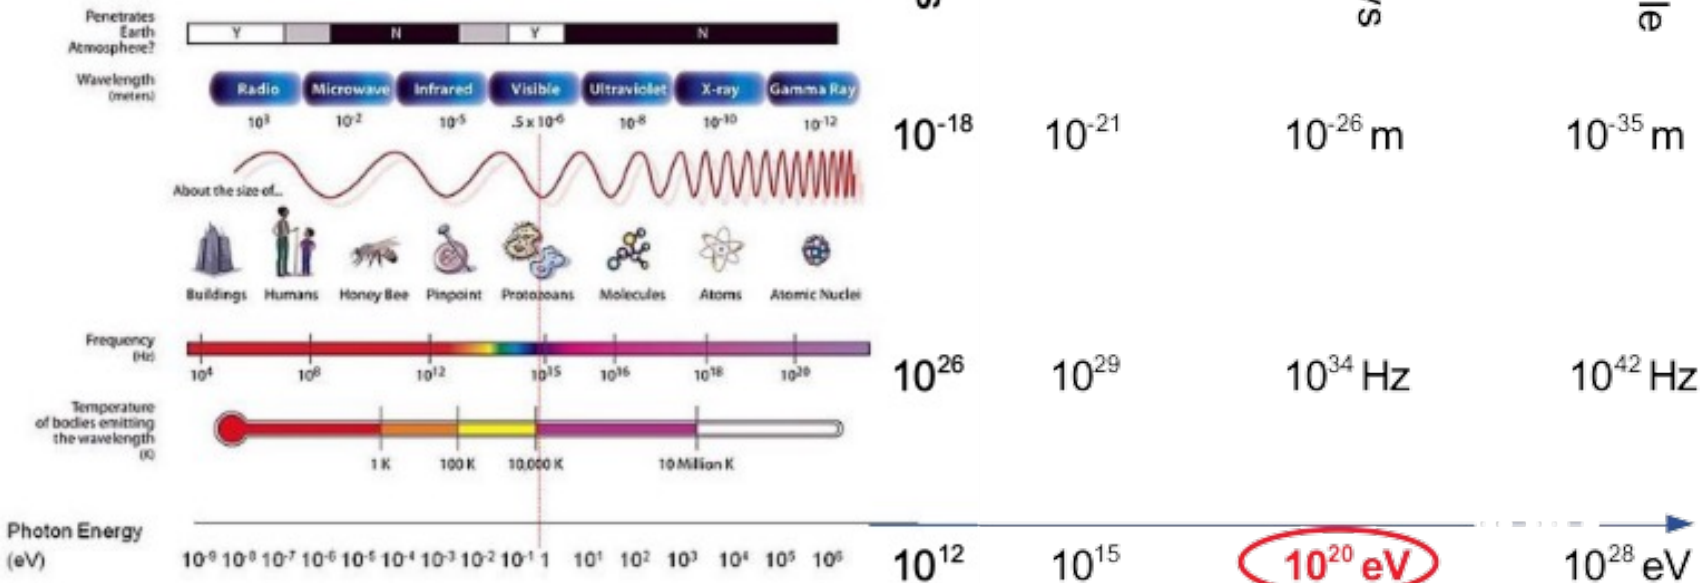 Penetrates
Earth
Atmosphere?
Y N Y N
Wavelength
(meters)
Radio Microwave Infrared Visible Ultraviolet X-ray Gamma Ray
10³ 10⁻² 10⁻⁵ .5 x 10⁻⁶ 10⁻⁸ 10⁻¹⁰ 10⁻¹² 10⁻¹⁸ 10⁻²¹ 10⁻²⁶ m 10⁻³⁵ m
About the size of...
Buildings Humans Honey Bee Pinpoint Protozoans Molecules Atoms Atomic Nuclei
Frequency
(Hz)
10⁴ 10⁸ 10¹² 10¹⁵ 10¹⁶ 10¹⁸ 10²⁰ 10²⁶ 10²⁹ 10³⁴ Hz 10⁴² Hz
Temperature
of bodies emitting
the wavelength
(K)
1 K 100 K 10,000 K 10 Million K
Photon Energy
(eV)
10⁻⁹ 10⁻⁸ 10⁻⁷ 10⁻⁶ 10⁻⁵ 10⁻⁴ 10⁻³ 10⁻² 10⁻¹ 1 10¹ 10² 10³ 10⁴ 10⁵ 10⁶ 10¹² 10¹⁵ 10²⁰ eV 10²⁸ eV